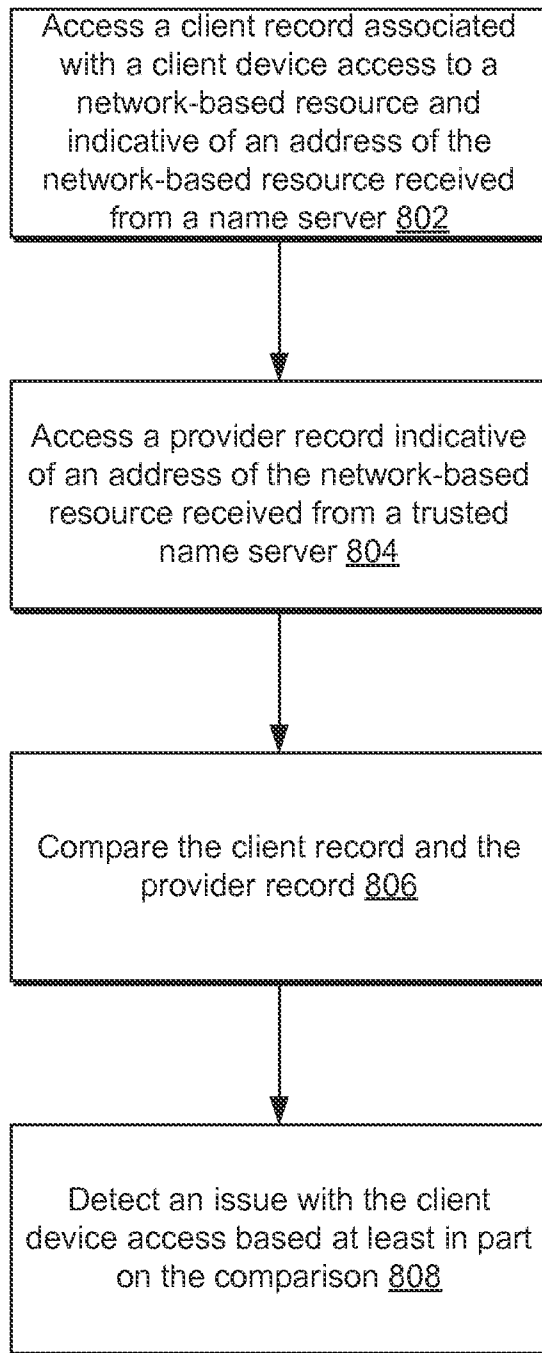 Access a client record associated
with a client device access to a
network-based resource and
indicative of an address of the
network-based resource received
from a name server 802
Access a provider record indicative
of an address of the network-based
resource received from a trusted
name server 804
Compare the client record and the
provider record 806
Detect an issue with the client
device access based at least in part
on the comparison 808